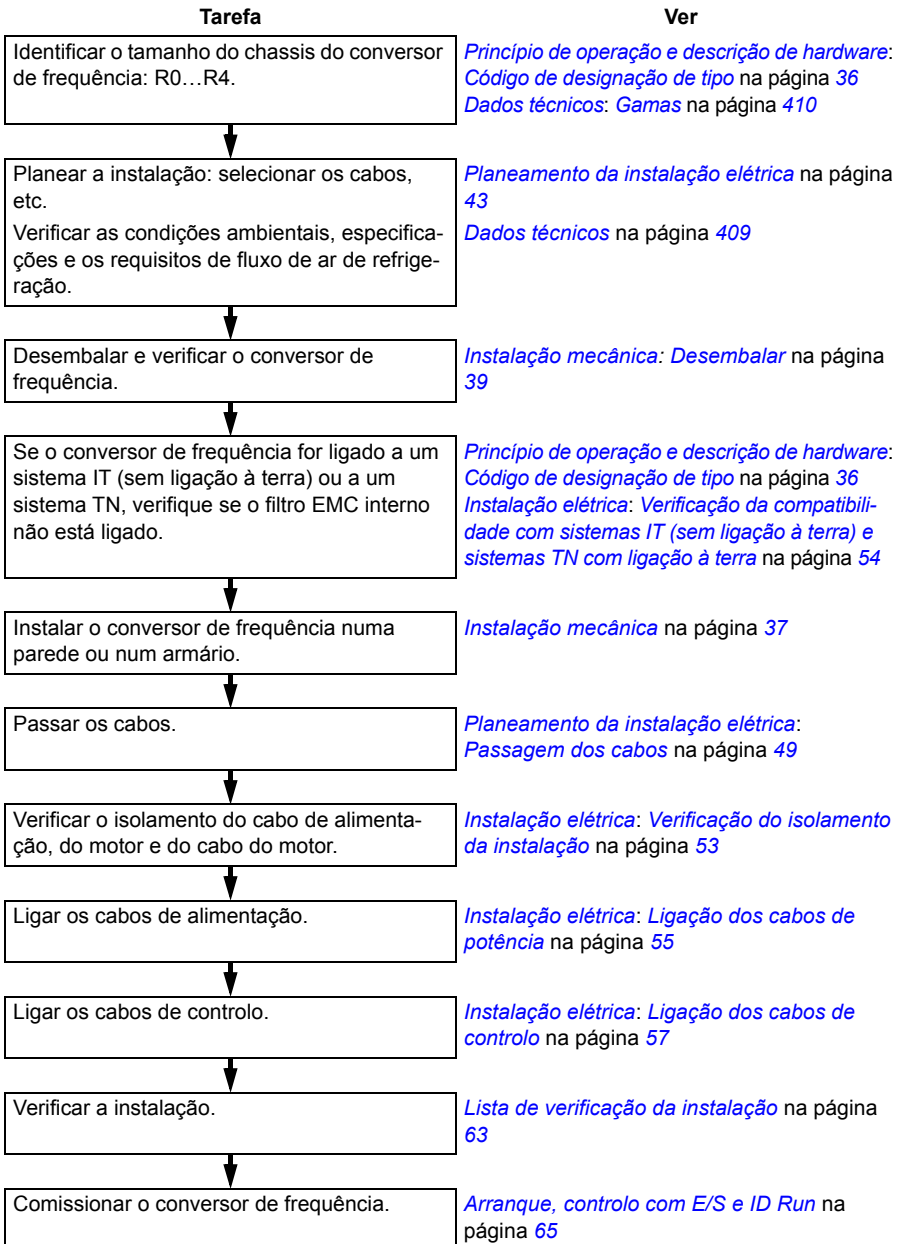 Tarefa
Ver
Identificar o tamanho do chassis do conversor
de frequência: R0…R4.
Princípio de operação e descrição de hardware:
Código de designação de tipo na página 36
Dados técnicos: Gamas na página 410
Planear a instalação: selecionar os cabos,
etc.
Verificar as condições ambientais, especifica-
ções e os requisitos de fluxo de ar de refrige-
ração.
Planeamento da instalação elétrica na página
43
Dados técnicos na página 409
Desembalar e verificar o conversor de
frequência.
Instalação mecânica: Desembalar na página
39
Se o conversor de frequência for ligado a um
sistema IT (sem ligação à terra) ou a um
sistema TN, verifique se o filtro EMC interno
não está ligado.
Princípio de operação e descrição de hardware:
Código de designação de tipo na página 36
Instalação elétrica: Verificação da compatibili-
dade com sistemas IT (sem ligação à terra) e
sistemas TN com ligação à terra na página 54
Instalar o conversor de frequência numa
parede ou num armário.
Instalação mecânica na página 37
Passar os cabos.
Planeamento da instalação elétrica:
Passagem dos cabos na página 49
Verificar o isolamento do cabo de alimenta-
ção, do motor e do cabo do motor.
Instalação elétrica: Verificação do isolamento
da instalação na página 53
Ligar os cabos de alimentação.
Instalação elétrica: Ligação dos cabos de
potência na página 55
Ligar os cabos de controlo.
Instalação elétrica: Ligação dos cabos de
controlo na página 57
Verificar a instalação.
Lista de verificação da instalação na página
63
Comissionar o conversor de frequência.
Arranque, controlo com E/S e ID Run na
página 65